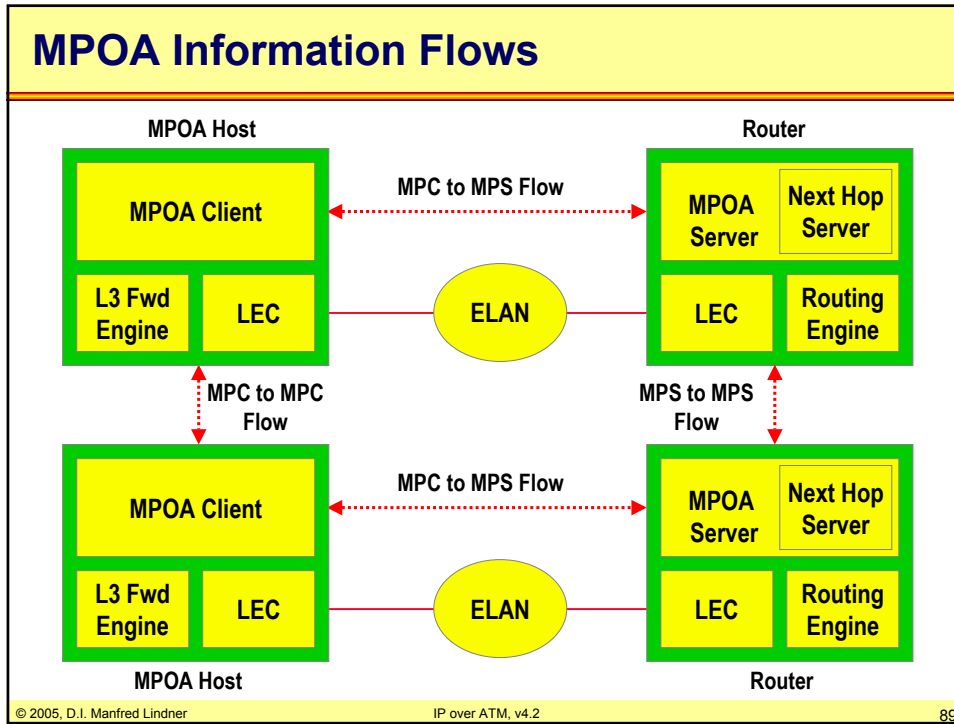 MPOA Information Flows
MPOA Host
Router
MPOA Client
MPC to MPS Flow
MPOA
Server
Next Hop
Server
L3 Fwd
Engine
LEC
ELAN
LEC
Routing
Engine
MPC to MPC
Flow
MPS to MPS
Flow
MPOA Client
MPC to MPS Flow
MPOA
Server
Next Hop
Server
L3 Fwd
Engine
LEC
ELAN
LEC
Routing
Engine
MPOA Host
Router
© 2005, D.I. Manfred Lindner
IP over ATM, v4.2
89